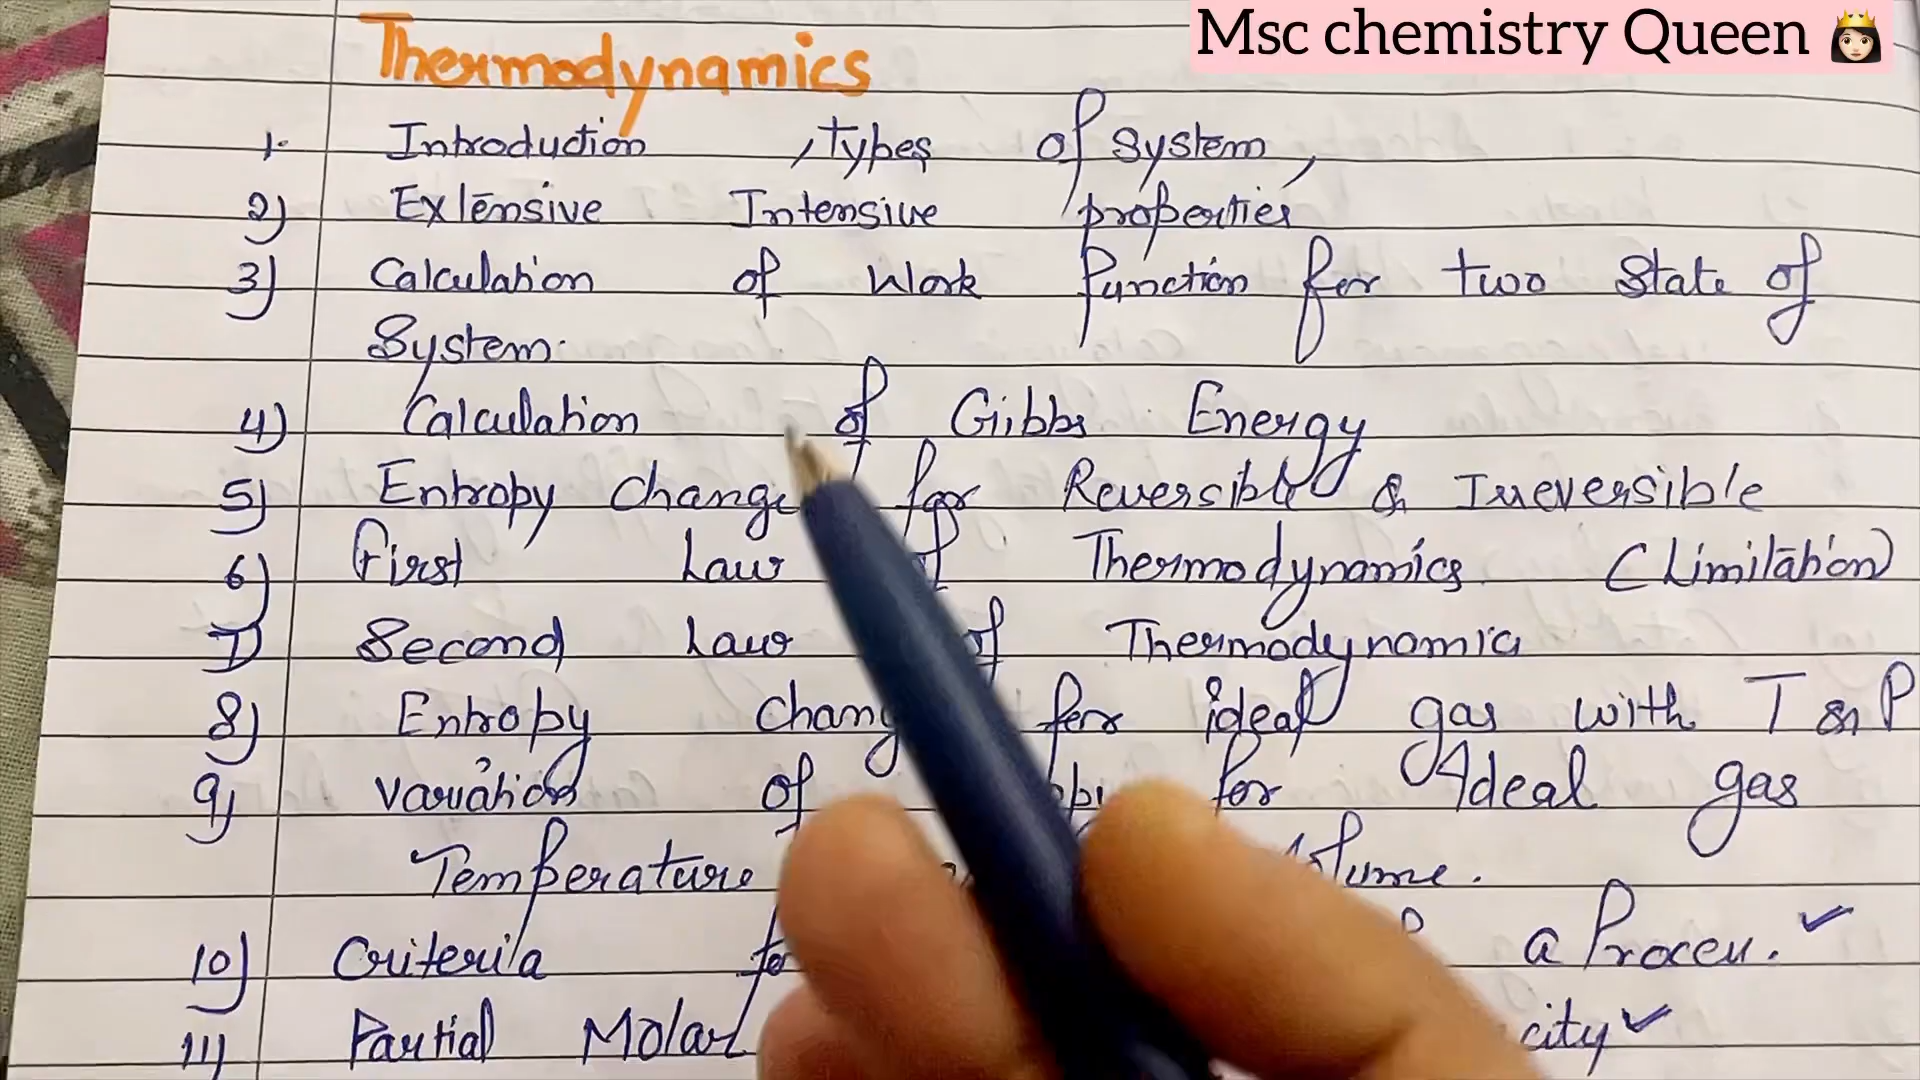 Msc chemistry Queen 👸🏻
Thermodynamics
1. Introduction , Types of system,
2) Extensive Intensive properties
3) Calculation of Work function for two State of
System.
4) Calculation of Gibbs Energy
5) Entropy Change for Reversible & Irreversible
6) First Law of Thermodynamics (Limitation)
7) Second Law of Thermodynamics
8) Entropy chang for ideal gas with T & P
9) Variation of for Ideal gas
Temperature
10) Criteria a Process. ✓
11) Partial Molar ✓